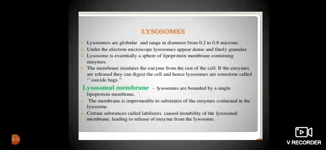 LYSOSOMES
Lysosomes are globular and range in diameter from 0.2 to 0.8 micron.
Under the electron microscope lysosomes appear dense and finely granular.
Lysosome is essentially a sphere of lipoprotein membrane containing
enzymes.
The membrane insulates the enzyme from the rest of the cell. If the enzymes
are released they can digest the cell and hence lysosomes are sometime called
"suicide bags."
Lysosomal membrane - lysosomes are bounded by a single
lipoprotein membrane.
The membrane is impermeable to substrates of the enzymes contained in the
lysosome.
Certain substances called labilizers caused instability of the lysosomal
membrane, leading to release of enzyme from the lysosome.
V RECORDER